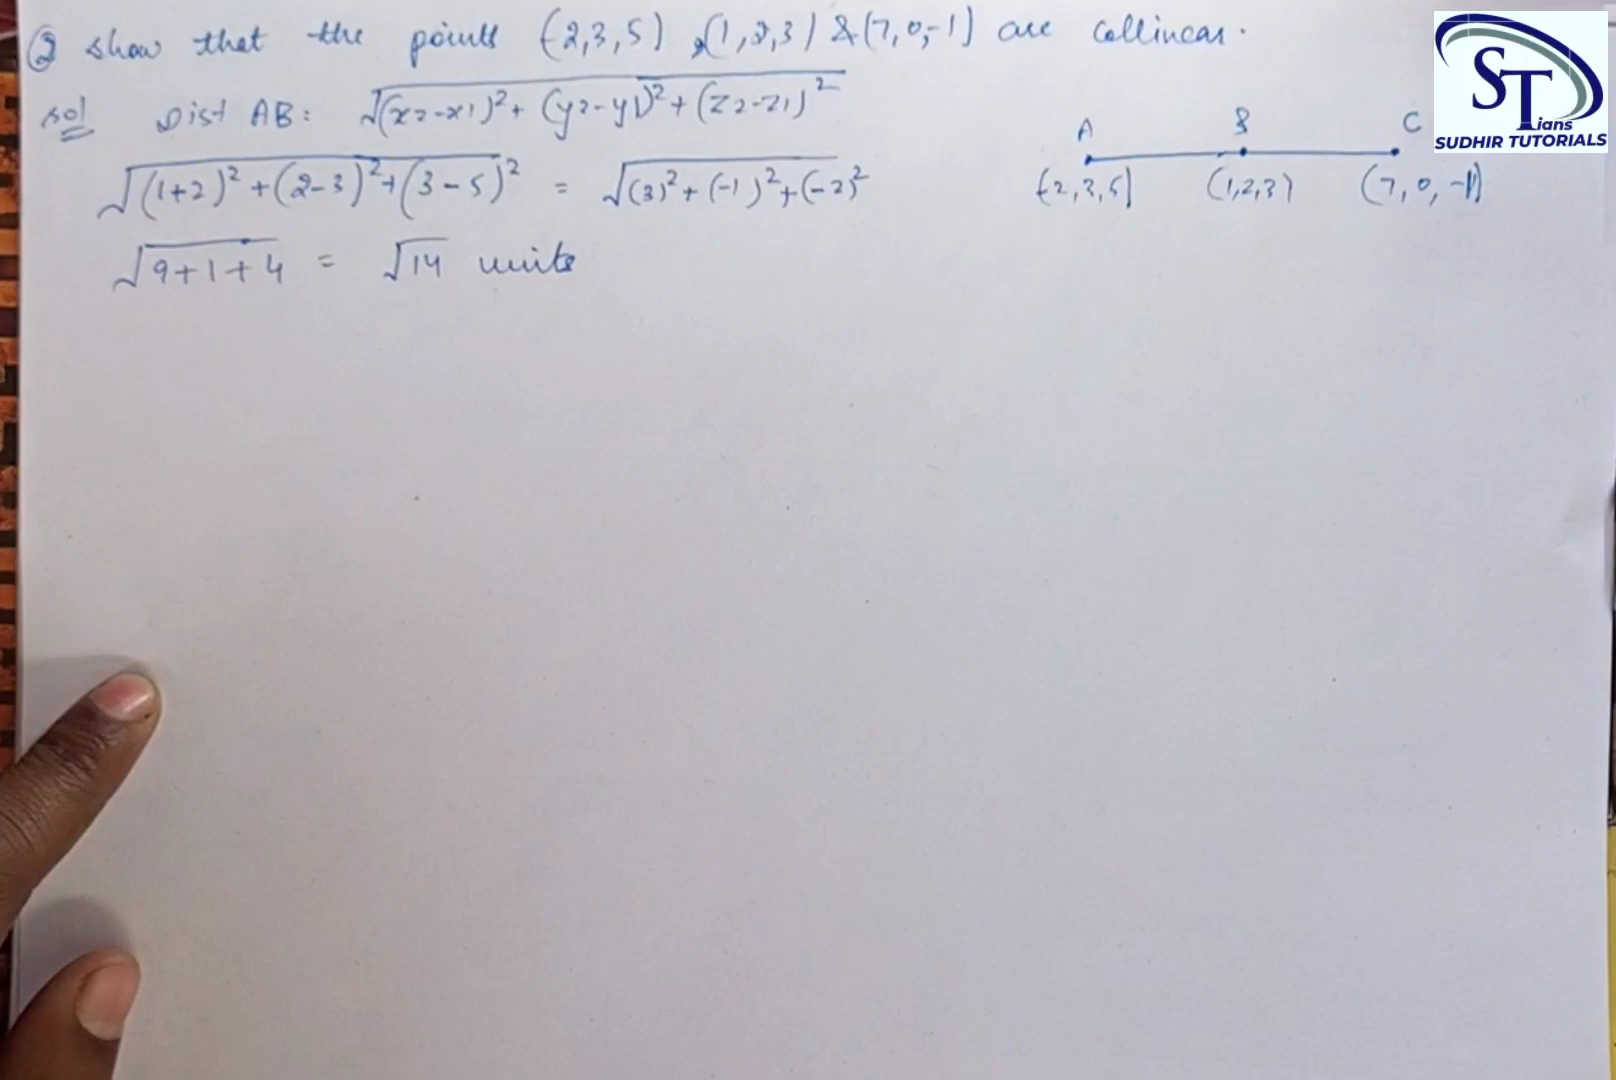 Q show that the points (-2,3,5), (1,2,3) & (7,0,-1) are collinear.
Sol Dist AB: √(x2-x1)²+(y2-y1)²+(z2-z1)²
√(1+2)²+(2-3)²+(3-5)² = √(3)²+(-1)²+(-2)²
√9+1+4 = √14 units
A B C
(-2,3,5) (1,2,3) (7,0,-1)
STians
SUDHIR TUTORIALS